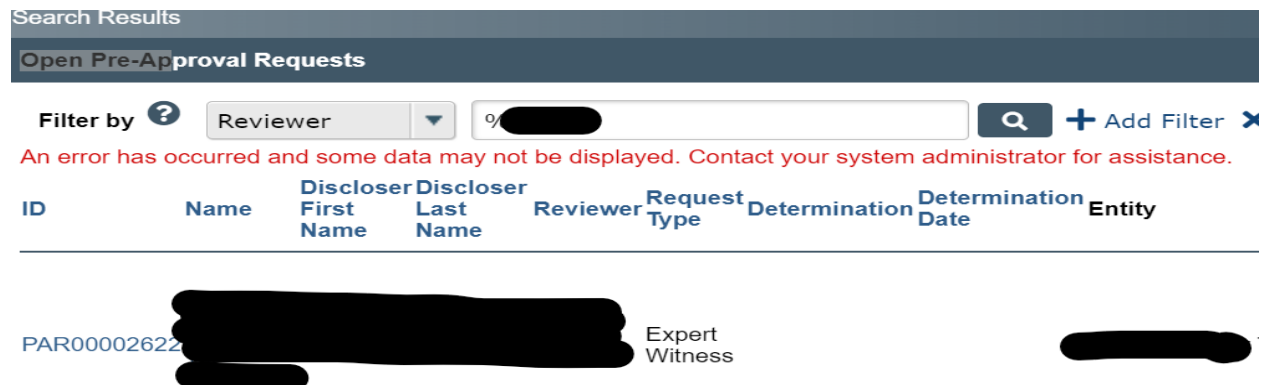 Search Results
Open Pre-Approval Requests
Filter by ? Reviewer % + Add Filter
An error has occurred and some data may not be displayed. Contact your system administrator for assistance.
ID Name Discloser First Name Discloser Last Name Reviewer Request Type Determination Determination Date Entity
PAR00002622 Expert Witness